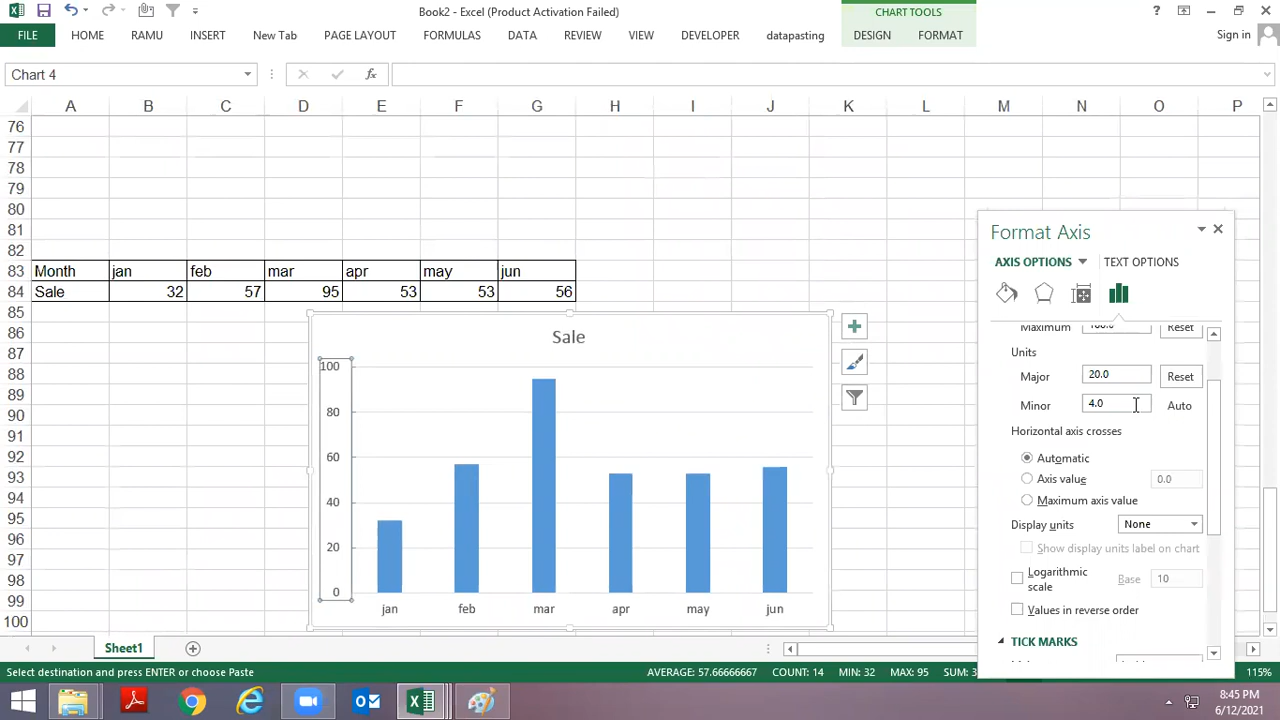 Book2 - Excel (Product Activation Failed)
CHART TOOLS
?
FILE HOME RAMU INSERT New Tab PAGE LAYOUT FORMULAS DATA REVIEW VIEW DEVELOPER datapasting DESIGN FORMAT Sign in
Chart 4
fx
A B C D E F G H I J K L M N O P
76
77
78
79
80
81
82
83 Month jan feb mar apr may jun
84 Sale 32 57 95 53 53 56
85
86
87
88
89
90
91
92
93
94
95
96
97
98
99
100
Sale
100
80
60
40
20
0
jan feb mar apr may jun
Format Axis
AXIS OPTIONS TEXT OPTIONS
Maximum Reset
Units
Major 20.0 Reset
Minor 4.0 Auto
Horizontal axis crosses
Automatic
Axis value 0.0
Maximum axis value
Display units None
Show display units label on chart
Logarithmic scale Base 10
Values in reverse order
TICK MARKS
Sheet1
Select destination and press ENTER or choose Paste AVERAGE: 57.66666667 COUNT: 14 MIN: 32 MAX: 95 SUM: 3 115%
8:45 PM
6/12/2021